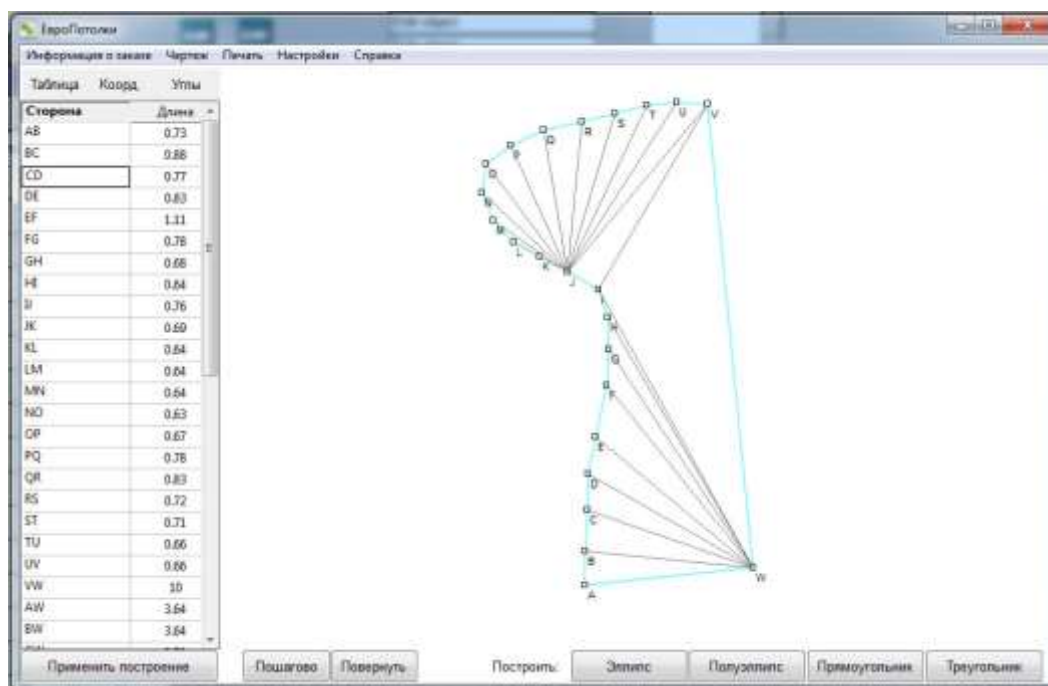 ЕвроПотолки
Информация о заказе Чертеж Печать Настройки Справка
Таблица Коорд. Углы
Сторона Длина
AB 0.73
BC 0.88
CD 0.77
DE 0.83
EF 1.11
FG 0.78
GH 0.68
HI 0.64
IJ 0.76
JK 0.69
KL 0.64
LM 0.64
MN 0.64
NO 0.63
OP 0.67
PQ 0.78
QR 0.83
RS 0.72
ST 0.71
TU 0.66
UV 0.66
VW 10
AW 3.64
BW 3.64
V
U
T
S
R
Q
P
O
N
M
L
K
J
I
H
G
F
E
D
C
B
A
W
Применить построение Пошагово Повернуть Построить: Эллипс Полуэллипс Прямоугольник Треугольник